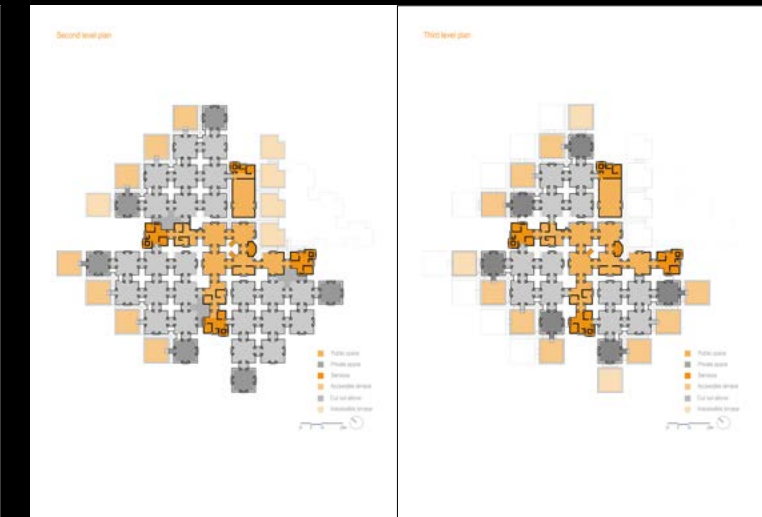 Second level plan
Public space
Private space
Services
Accessible terrace
Cut out above
Inaccessible terrace
Third level plan
Public space
Private space
Services
Accessible terrace
Cut out above
Inaccessible terrace